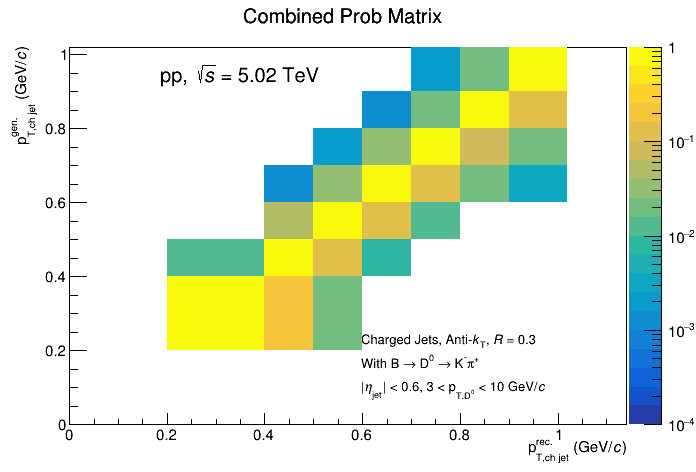 Combined Prob Matrix
pp, √s = 5.02 TeV
p^gen._T,ch jet (GeV/c)
1
0.8
0.6
0.4
0.2
0
Charged Jets, Anti-k_T, R = 0.3
With B → D^0 → K^-π^+
|η_jet| < 0.6, 3 < p_T,D^0 < 10 GeV/c
0 0.2 0.4 0.6 0.8 1
p^rec._T,ch jet (GeV/c)
1
10^-1
10^-2
10^-3
10^-4